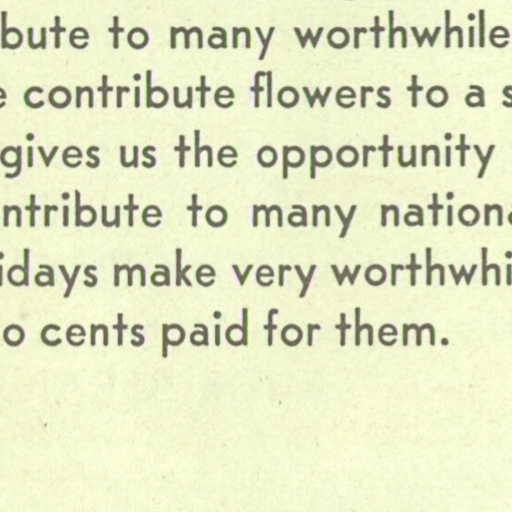 bute to many worthwhile
e contribute flowers to a s
gives us the opportunity
ntribute to many nationa
idays make very worthwhi
o cents paid for them.